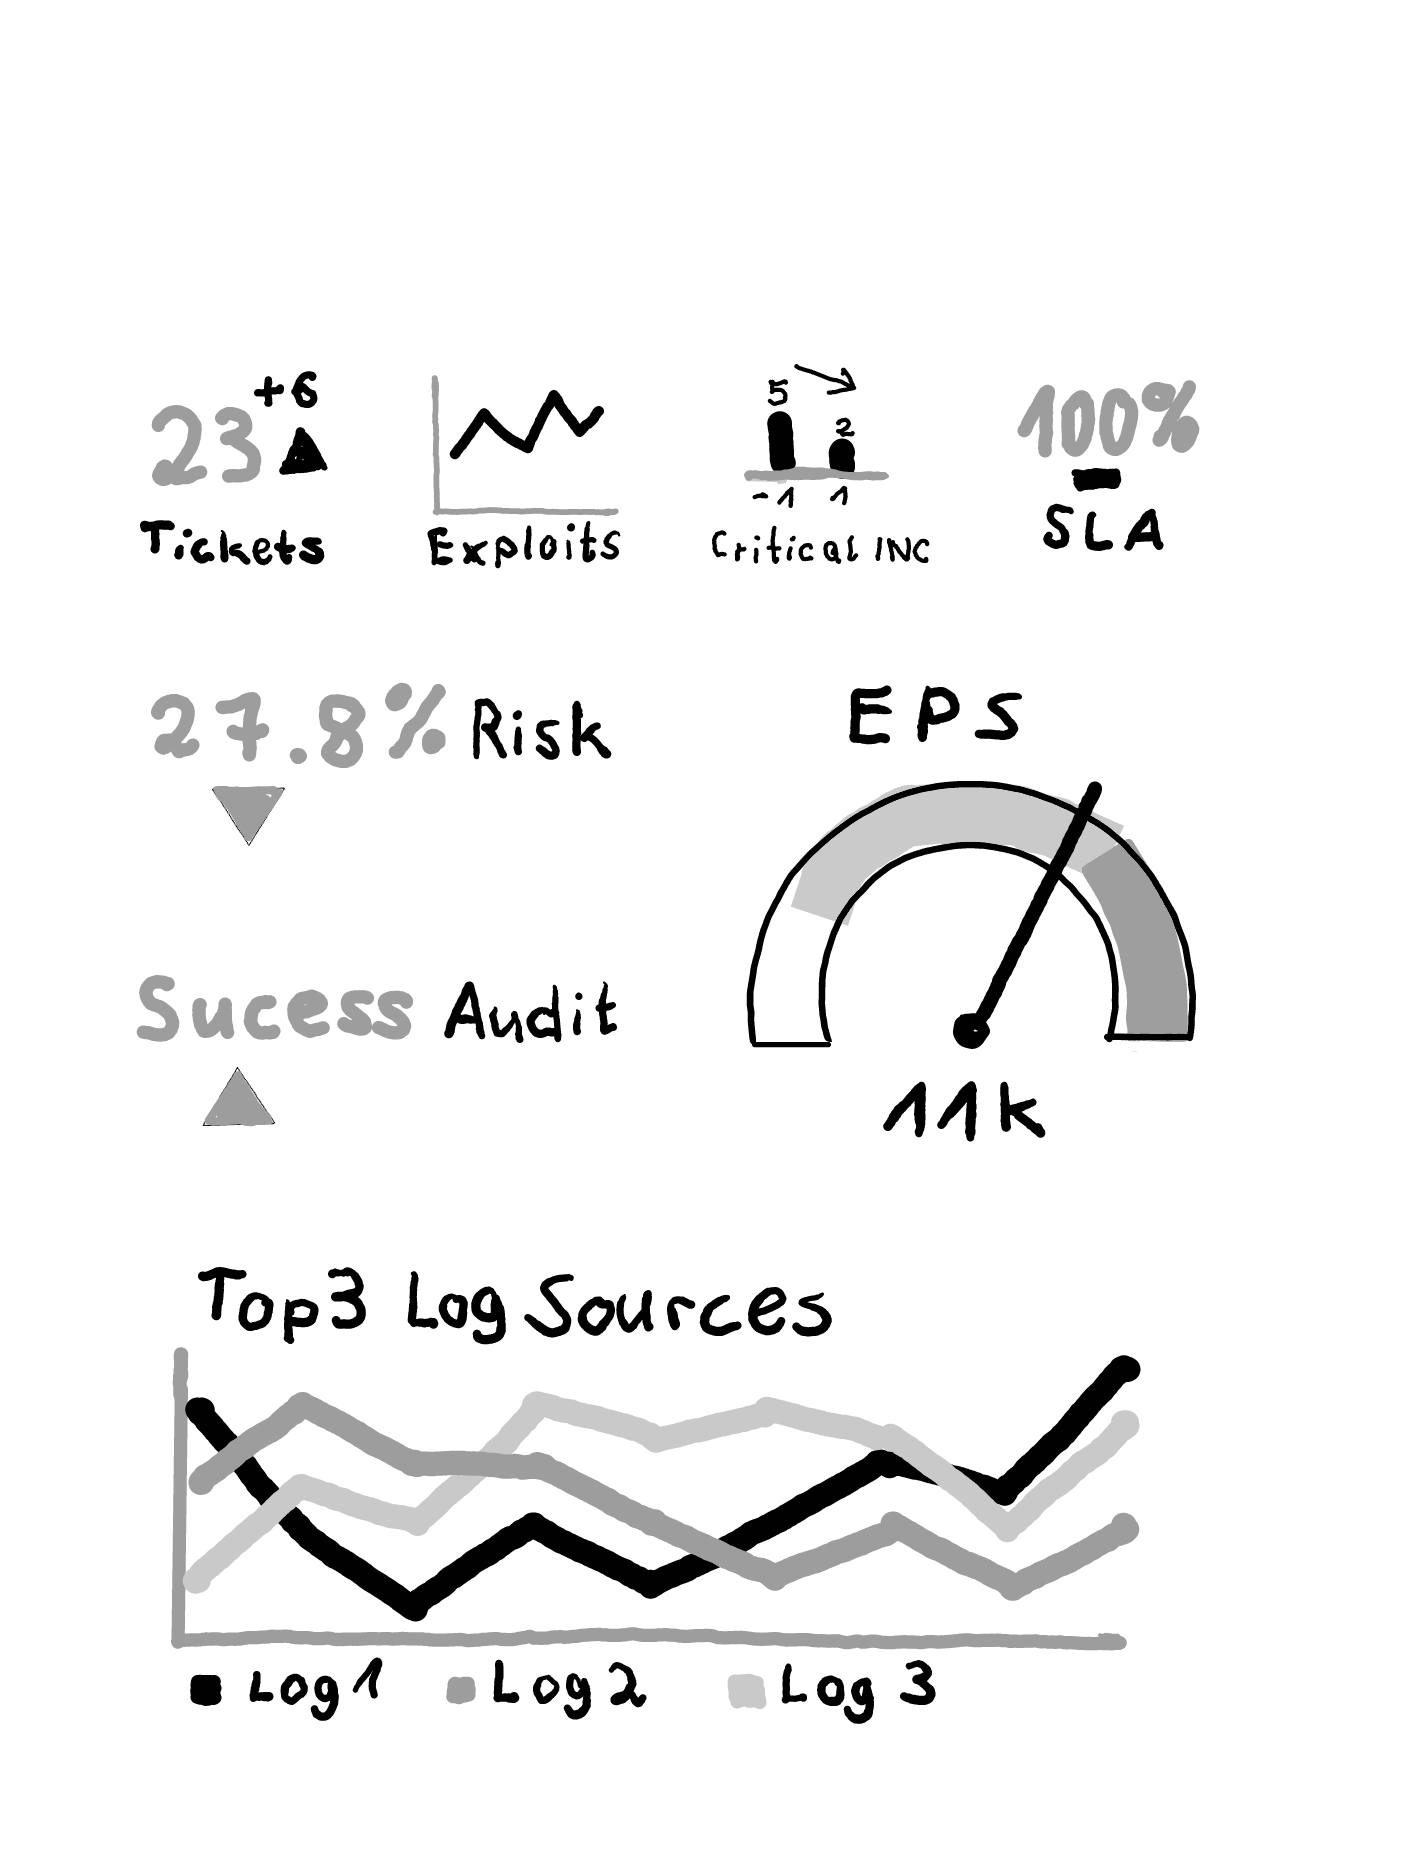 +6
23
Tickets
Exploits
5
2
-1 1
Critical INC
100%
SLA
27.8% Risk
EPS
Sucess Audit
11k
Top3 Log Sources
Log 1 Log 2 Log 3